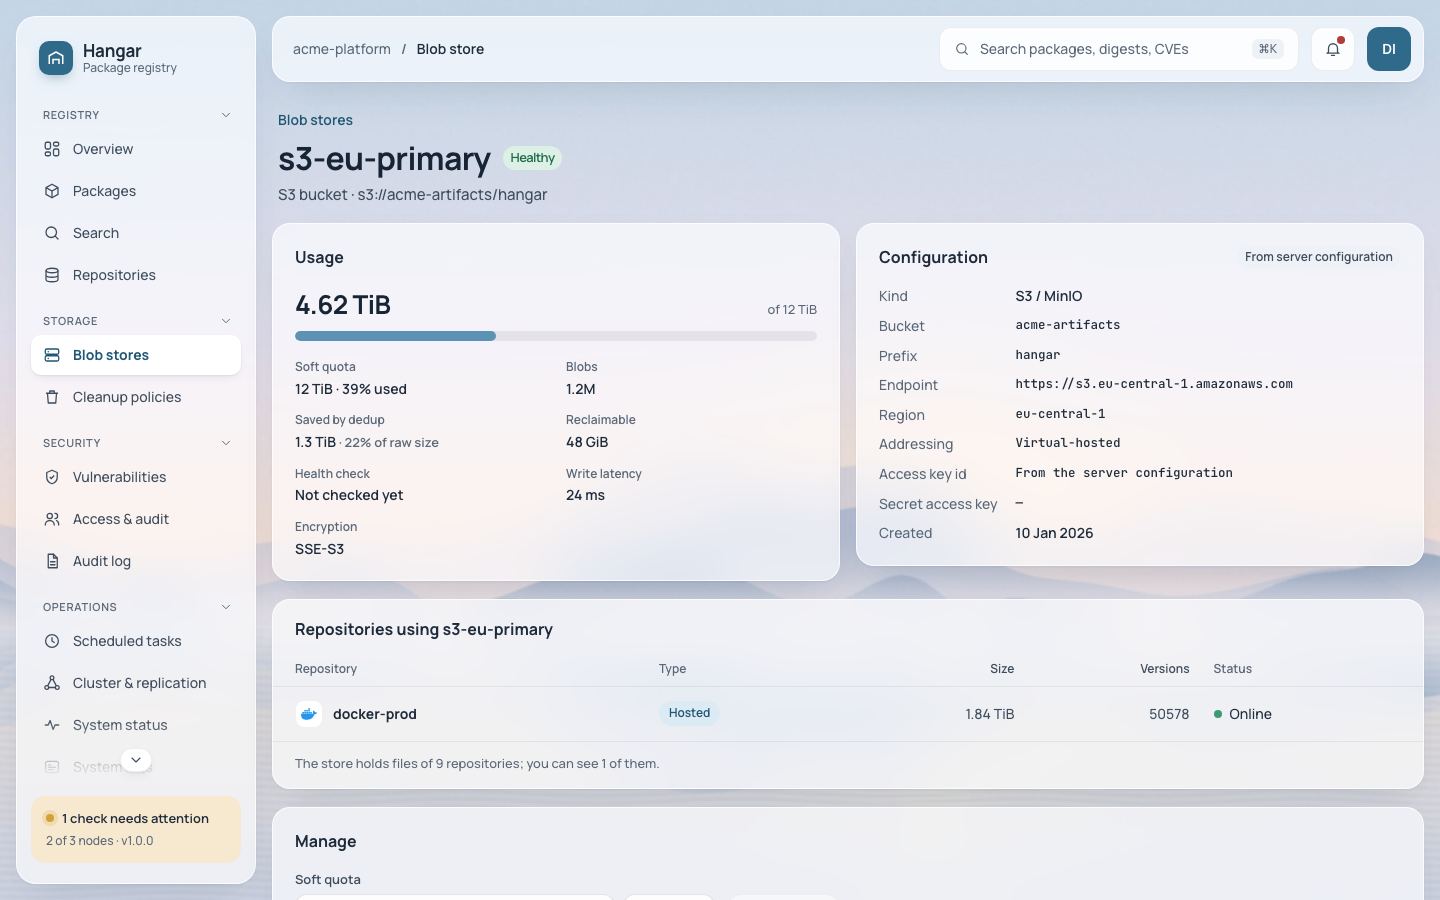 Hangar
Package registry
REGISTRY
Overview
Packages
Search
Repositories
STORAGE
Blob stores
Cleanup policies
SECURITY
Vulnerabilities
Access & audit
Audit log
OPERATIONS
Scheduled tasks
Cluster & replication
System status
1 check needs attention
2 of 3 nodes · v1.0.0
acme-platform / Blob store
Search packages, digests, CVEs ⌘K
DI
Blob stores
s3-eu-primary Healthy
S3 bucket · s3://acme-artifacts/hangar
Usage
4.62 TiB of 12 TiB
Soft quota Blobs
12 TiB · 39% used 1.2M
Saved by dedup Reclaimable
1.3 TiB · 22% of raw size 48 GiB
Health check Write latency
Not checked yet 24 ms
Encryption
SSE-S3
Configuration From server configuration
Kind S3 / MinIO
Bucket acme-artifacts
Prefix hangar
Endpoint https://s3.eu-central-1.amazonaws.com
Region eu-central-1
Addressing Virtual-hosted
Access key id From the server configuration
Secret access key —
Created 10 Jan 2026
Repositories using s3-eu-primary
Repository Type Size Versions Status
docker-prod Hosted 1.84 TiB 50578 Online
The store holds files of 9 repositories; you can see 1 of them.
Manage
Soft quota